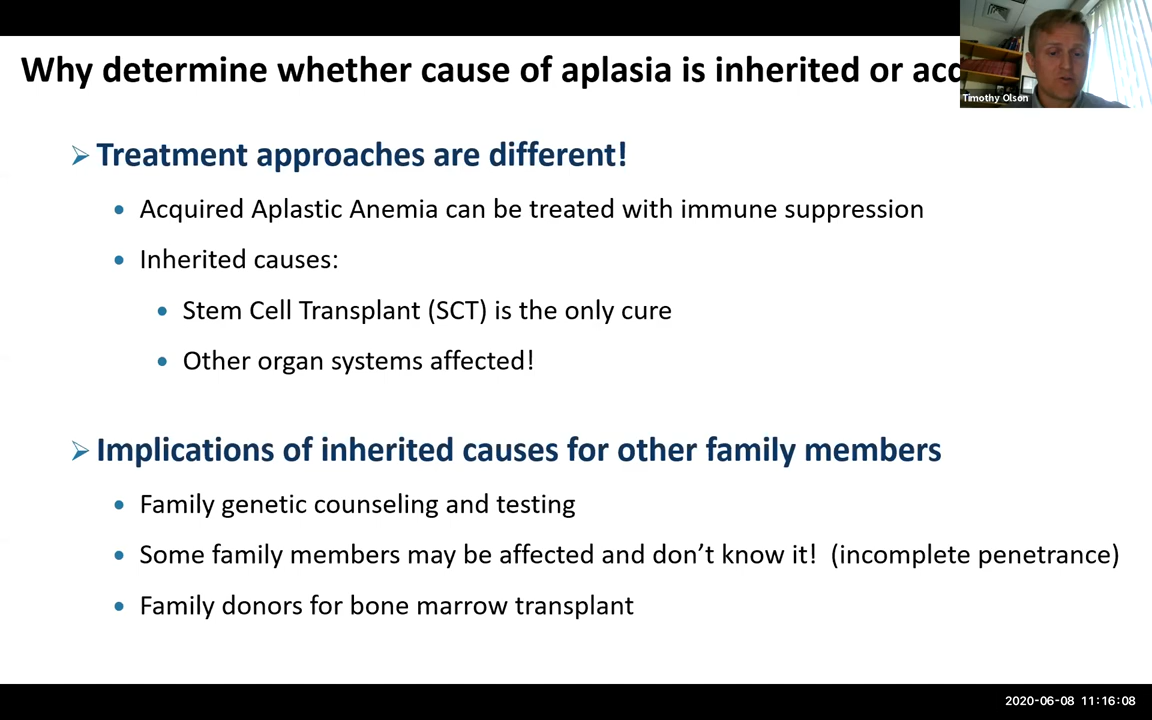 Why determine whether cause of aplasia is inherited or
Timothy Olson
➢ Treatment approaches are different!
• Acquired Aplastic Anemia can be treated with immune suppression
• Inherited causes:
• Stem Cell Transplant (SCT) is the only cure
• Other organ systems affected!
➢ Implications of inherited causes for other family members
• Family genetic counseling and testing
• Some family members may be affected and don’t know it! (incomplete penetrance)
• Family donors for bone marrow transplant
2020-06-08 11:16:08